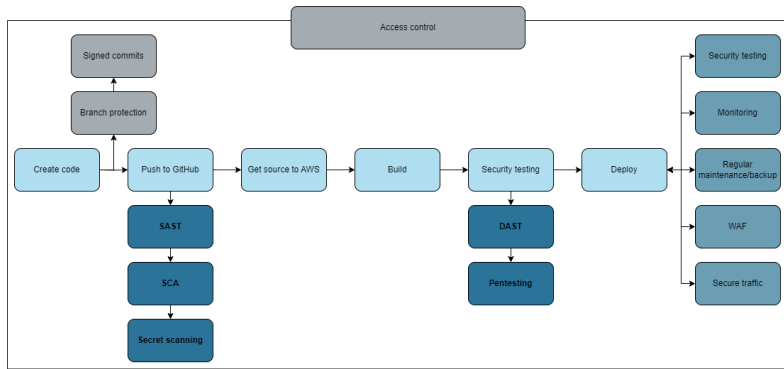 Access control
Signed commits
Security testing
Branch protection
Monitoring
Create code
Push to GitHub
Get source to AWS
Build
Security testing
Deploy
Regular
maintenance/backup
SAST
DAST
WAF
SCA
Pentesting
Secure traffic
Secret scanning